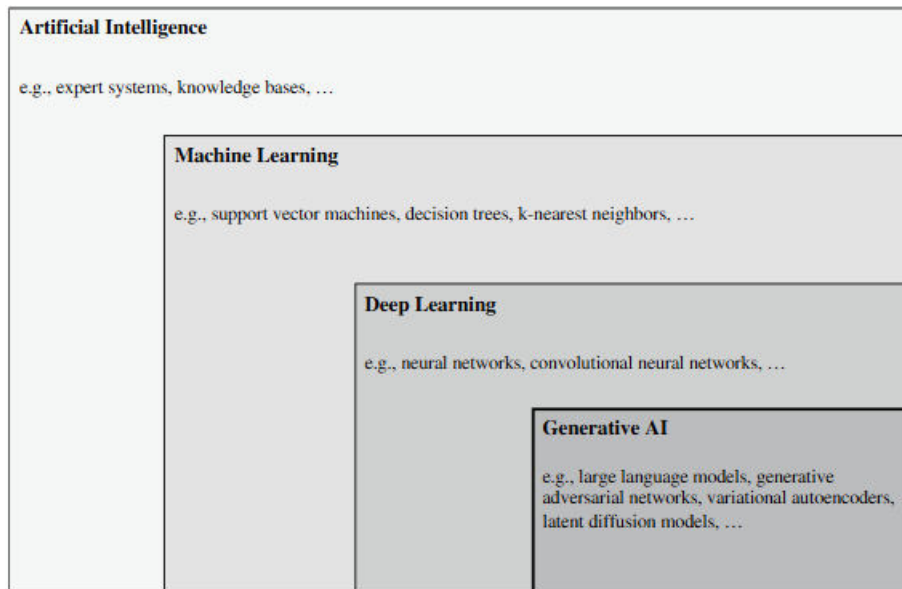 Artificial Intelligence
e.g., expert systems, knowledge bases, …
Machine Learning
e.g., support vector machines, decision trees, k-nearest neighbors, …
Deep Learning
e.g., neural networks, convolutional neural networks, …
Generative AI
e.g., large language models, generative
adversarial networks, variational autoencoders,
latent diffusion models, …